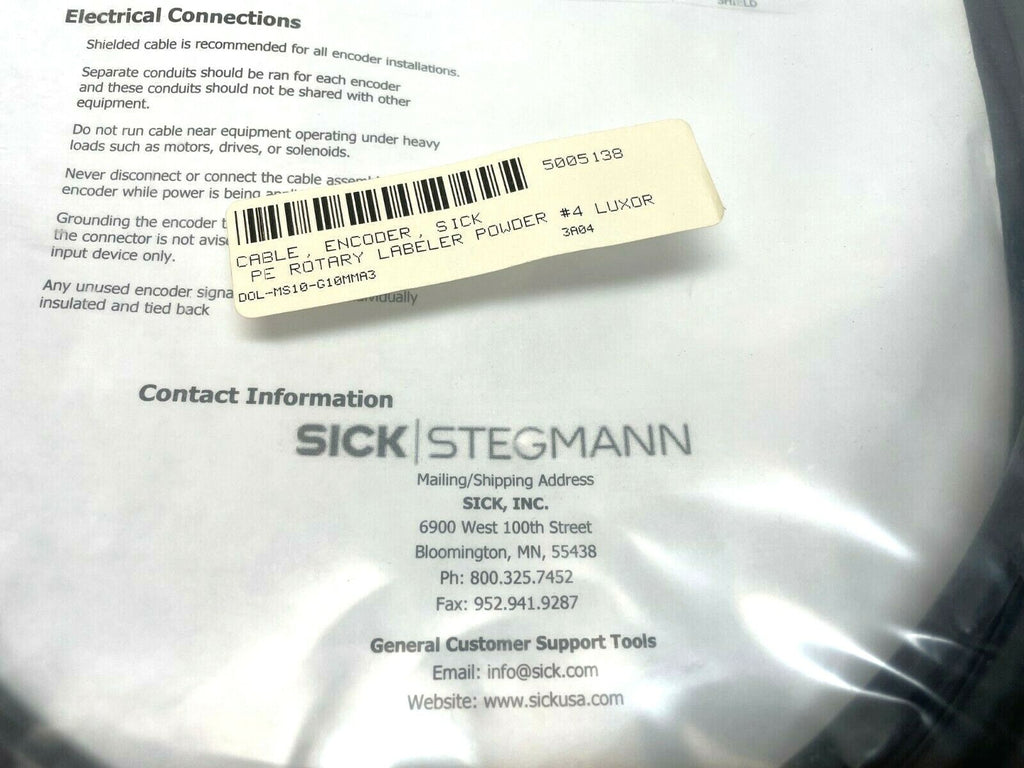 SHIELD
Electrical Connections
Shielded cable is recommended for all encoder installations.
Separate conduits should be ran for each encoder
and these conduits should not be shared with other
equipment.
Do not run cable near equipment operating under heavy
loads such as motors, drives, or solenoids.
Never disconnect or connect the cable
encoder while power is being
Grounding the encoder
the connector is not
input device only.
Any unused encoder
insulated and tied back
5005138
CABLE, ENCODER, SICK
PE ROTARY LABELER POWDER #4 LUXOR
DOL-MS10-G10MMA3
3A04
Contact Information
SICK|STEGMANN
Mailing/Shipping Address
SICK, INC.
6900 West 100th Street
Bloomington, MN, 55438
Ph: 800.325.7452
Fax: 952.941.9287
General Customer Support Tools
Email: info@sick.com
Website: www.sickusa.com